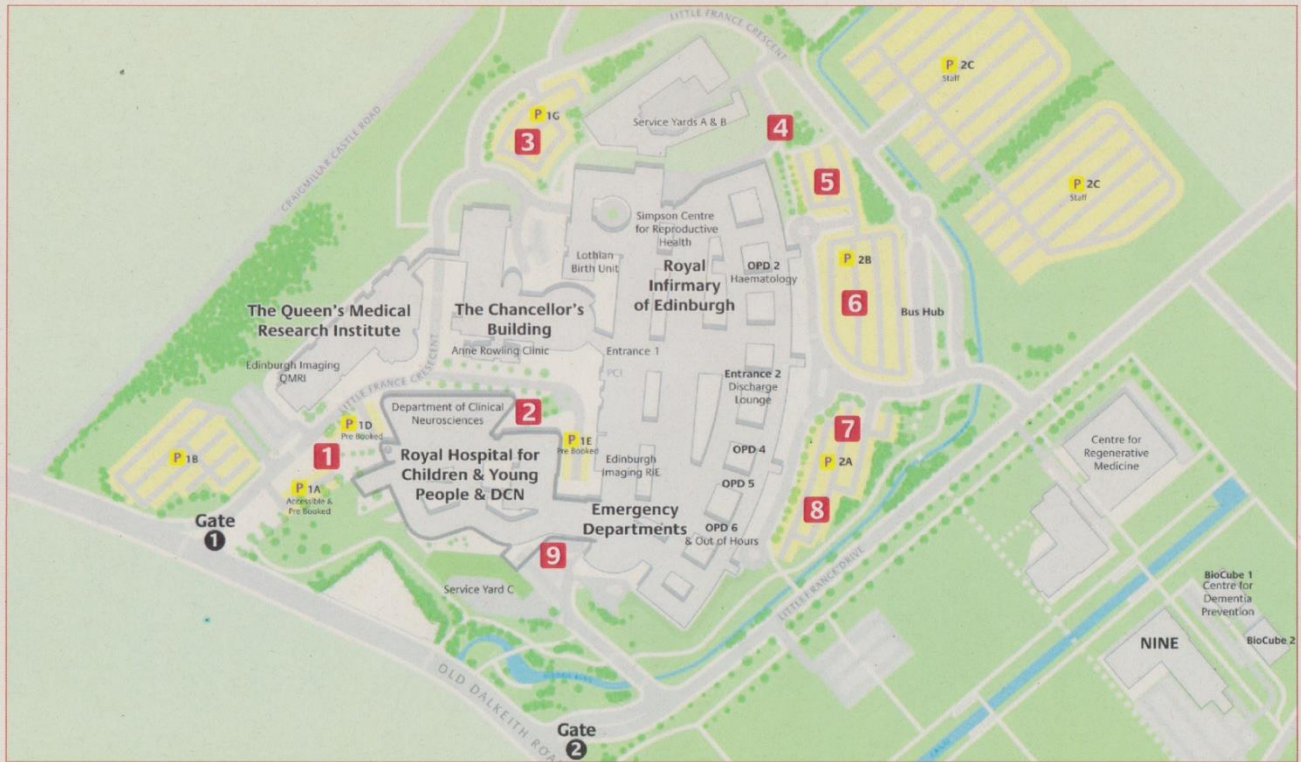 LITTLE FRANCE CRESCENT
P 2C
Staff
P 1G
3
Service Yards A & B
4
CRAIGMILLAR CASTLE ROAD
5
P 2C
Staff
Simpson Centre
for Reproductive
Health
Lothian
Birth Unit
OPD 2
Haematology
Royal
Infirmary
of Edinburgh
P 2B
6
Bus Hub
The Queen's Medical
Research Institute
The Chancellor's
Building
Anne Rowling Clinic
Entrance 1
PCI
Edinburgh Imaging
QMRI
Entrance 2
Discharge
Lounge
LITTLE FRANCE CRESCENT
Department of Clinical
Neurosciences
2
P 1D
Pre Booked
P 1E
Pre Booked
7
P 2A
Centre for
Regenerative
Medicine
P 1B
1
Royal Hospital for
Children & Young
People & DCN
Edinburgh
Imaging RIE
OPD 4
OPD 5
P 1A
Accessible &
Pre Booked
8
Gate
1
Emergency
Departments
OPD 6
& Out of Hours
9
Service Yard C
LITTLE FRANCE DRIVE
BioCube 1
Centre for
Dementia
Prevention
NINE
BioCube 2
OLD DALKEITH ROAD
Gate
2